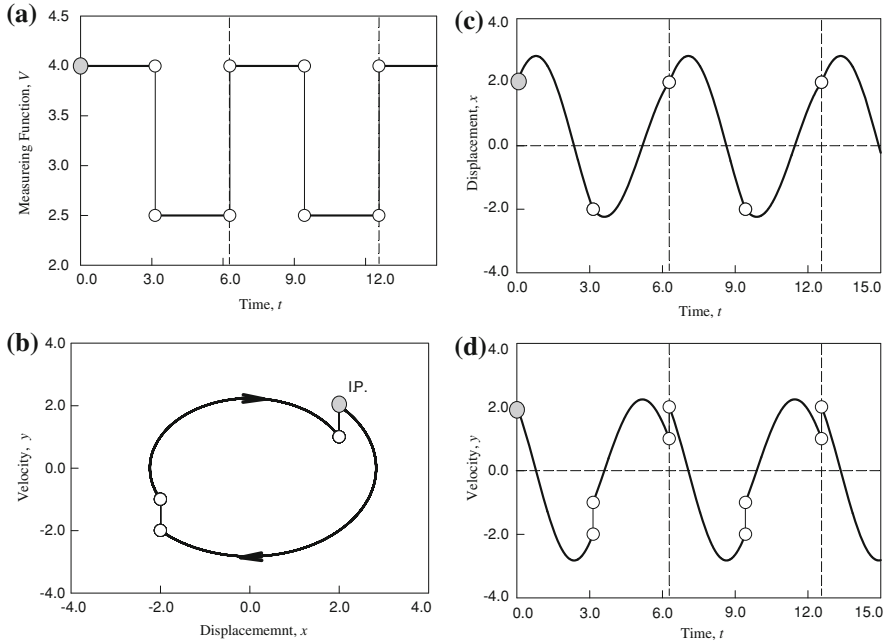 (a)
4.5
4.0
3.5
3.0
2.5
2.0
Measureing Function, V
0.0 3.0 6.0 9.0 12.0
Time, t
(b)
4.0
2.0
0.0
-2.0
-4.0
Velocity, y
I.P.
-4.0 -2.0 0.0 2.0 4.0
Displacememnt, x
(c)
4.0
2.0
0.0
-2.0
-4.0
Displacement, x
0.0 3.0 6.0 9.0 12.0 15.0
Time, t
(d)
4.0
2.0
0.0
-2.0
-4.0
Velocity, y
0.0 3.0 6.0 9.0 12.0 15.0
Time, t